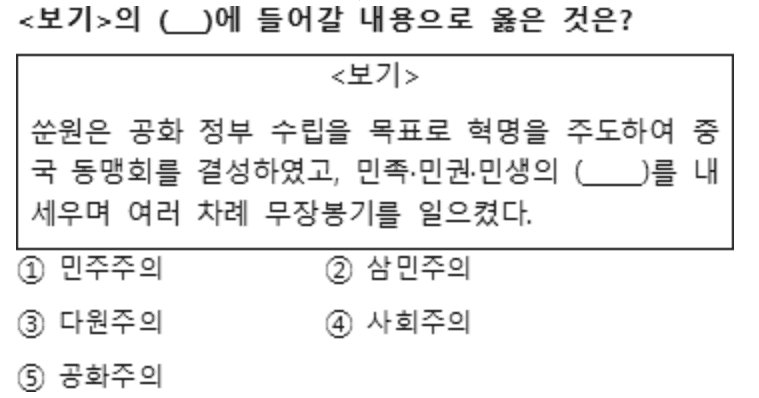 <보기>의 (__)에 들어갈 내용으로 옳은 것은?
<보기>
쑨원은 공화 정부 수립을 목표로 혁명을 주도하여 중
국 동맹회를 결성하였고, 민족·민권·민생의 (____)를 내
세우며 여러 차례 무장봉기를 일으켰다.
① 민주주의 ② 삼민주의
③ 다원주의 ④ 사회주의
⑤ 공화주의